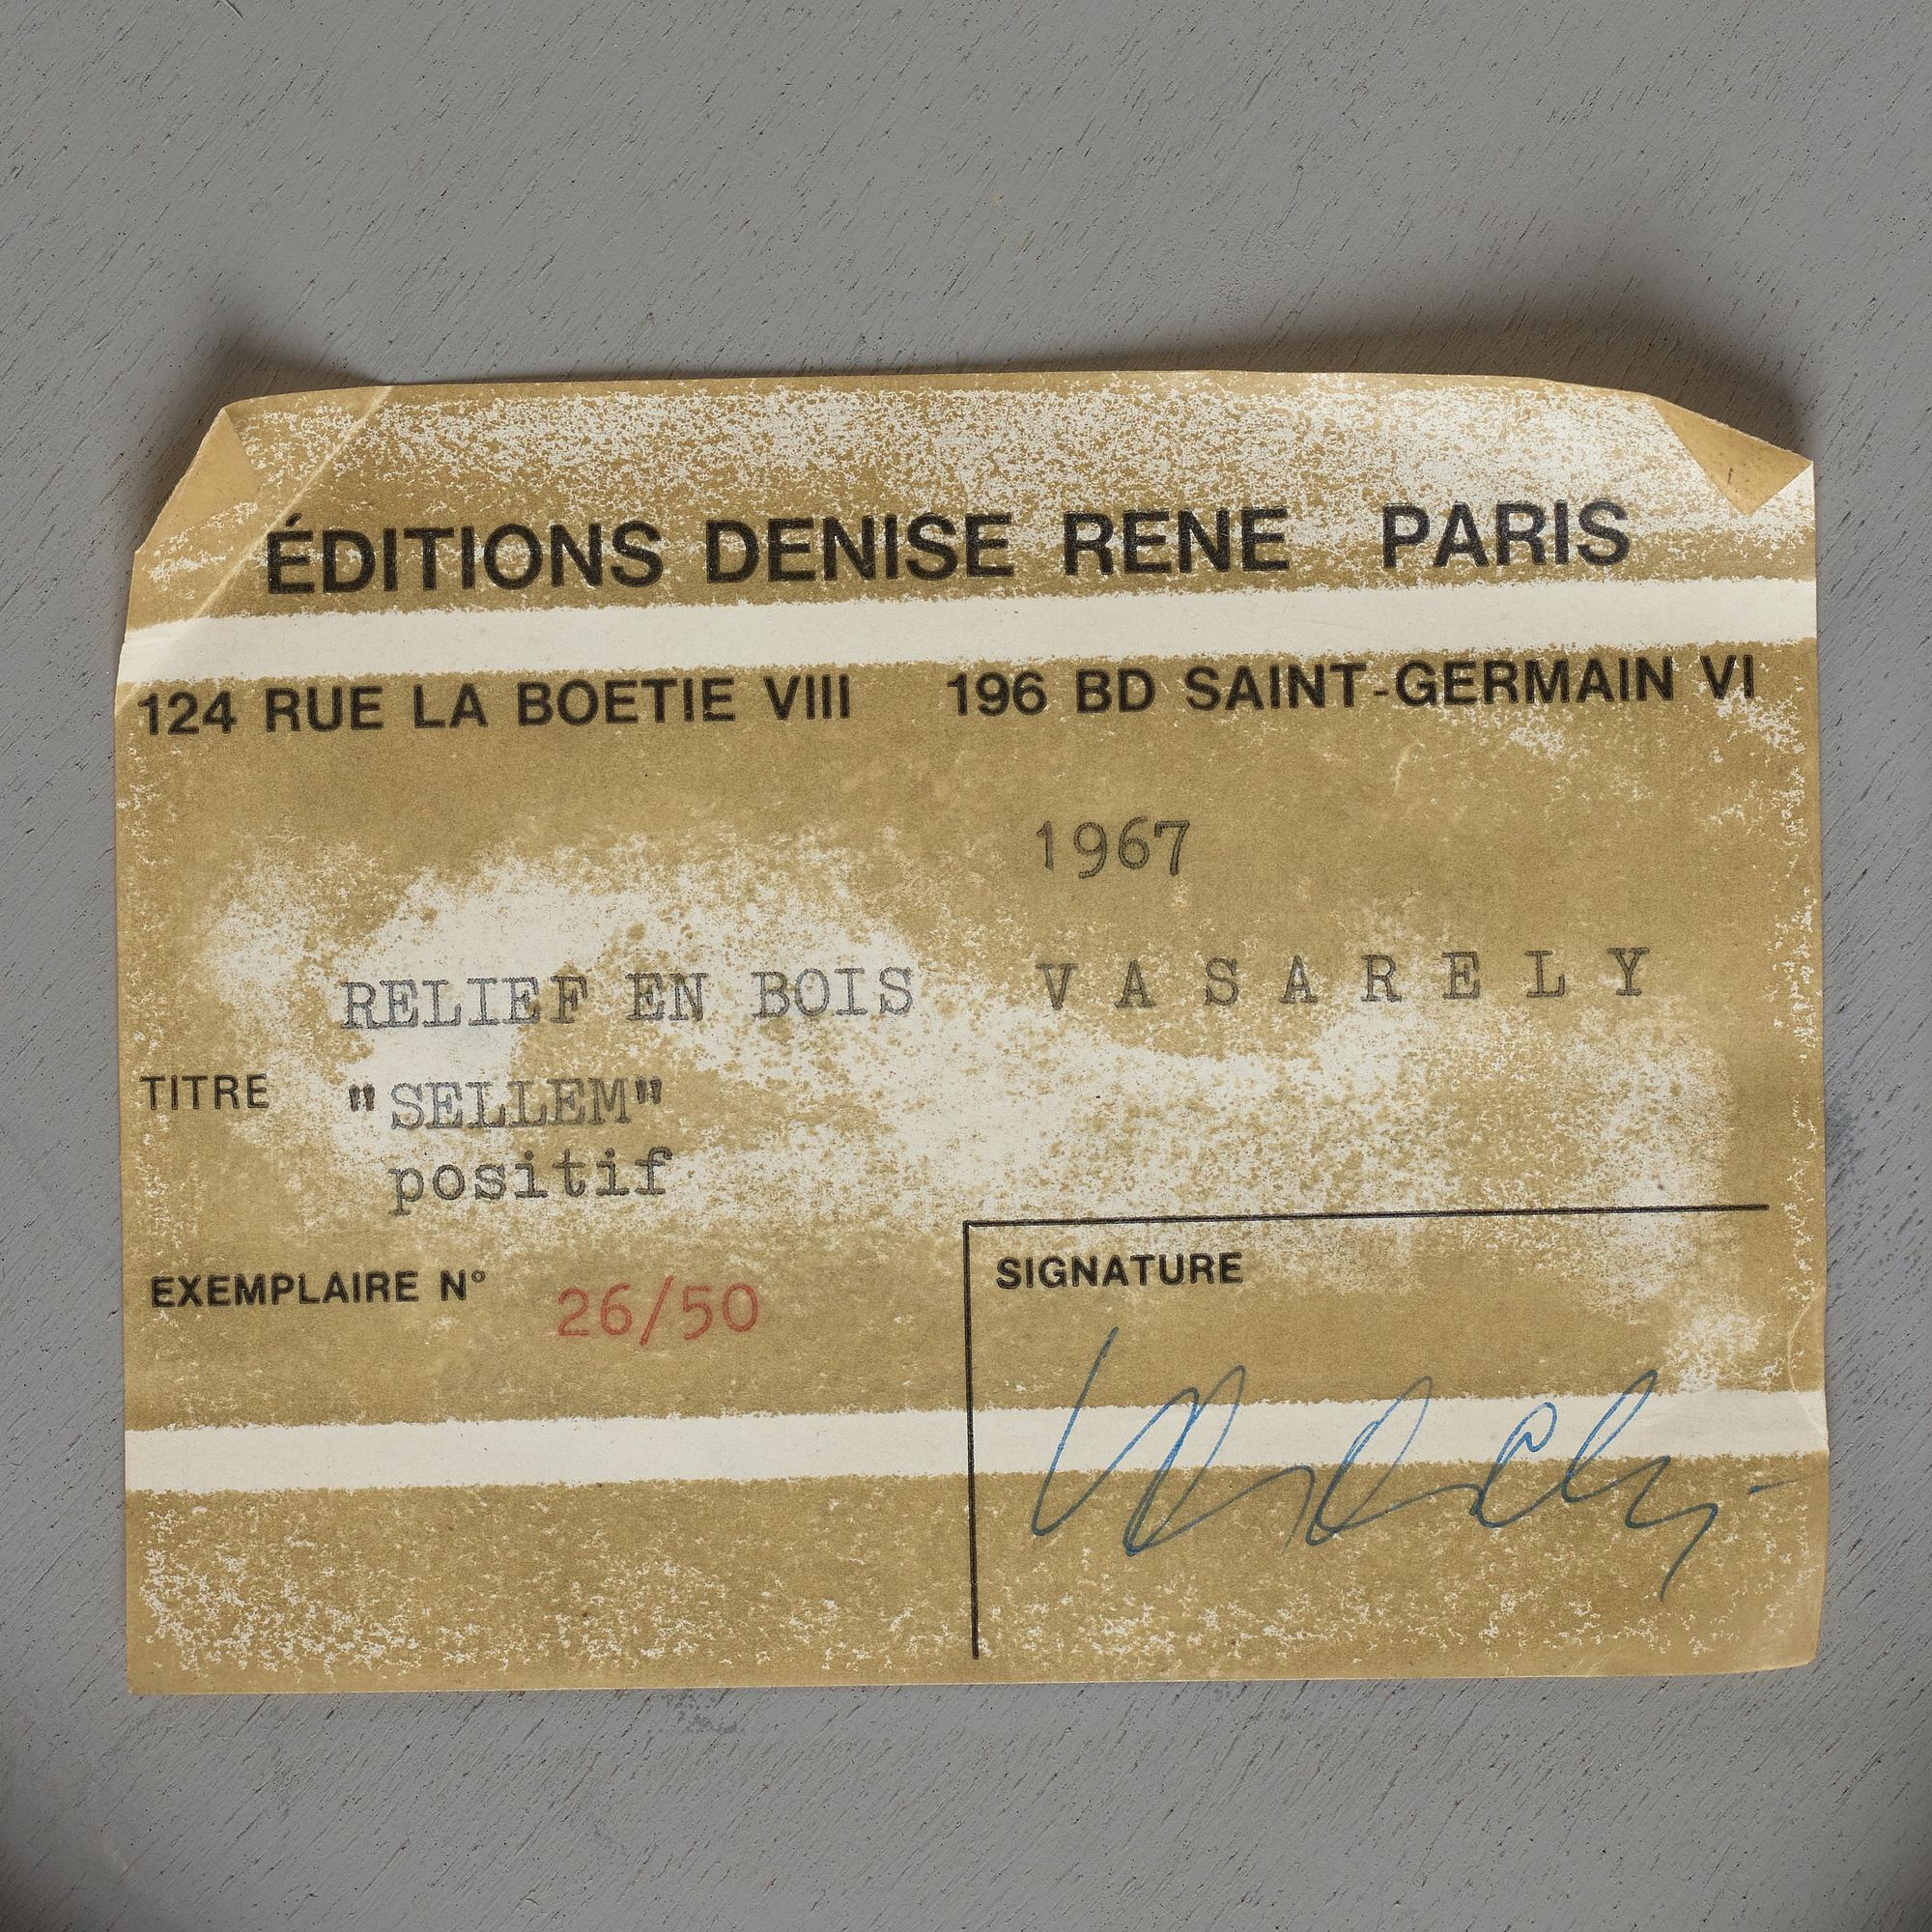 ÉDITIONS DENISE RENE PARIS
124 RUE LA BOETIE VIII 196 BD SAINT-GERMAIN VI
1967
RELIEF EN BOIS VASARELY
TITRE "SELLEM"
positif
EXEMPLAIRE N° 26/50
SIGNATURE